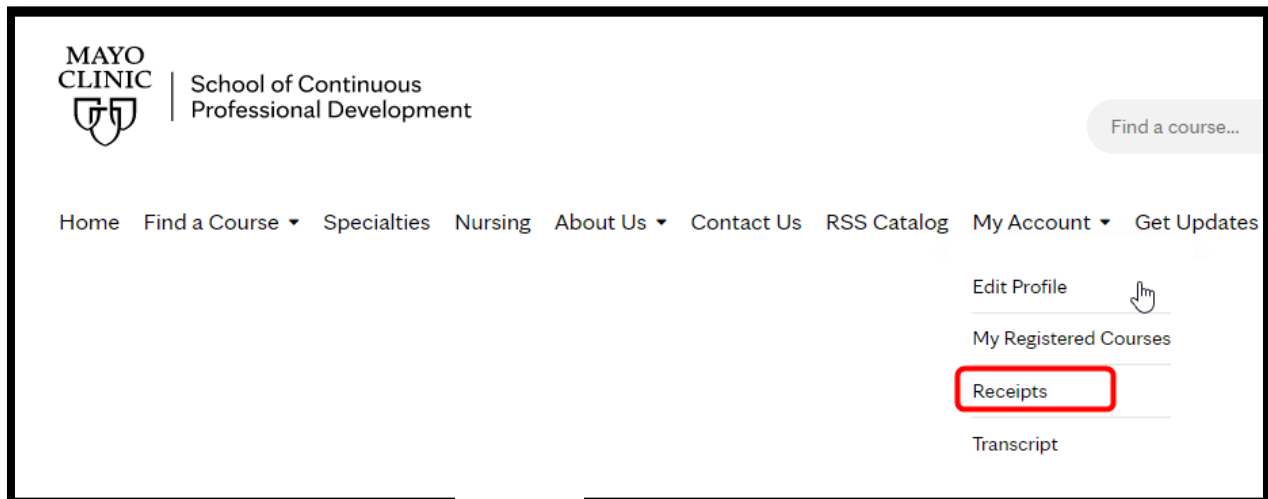 MAYO
CLINIC
School of Continuous
Professional Development
Find a course...
Home Find a Course Specialties Nursing About Us Contact Us RSS Catalog My Account Get Updates
Edit Profile
My Registered Courses
Receipts
Transcript